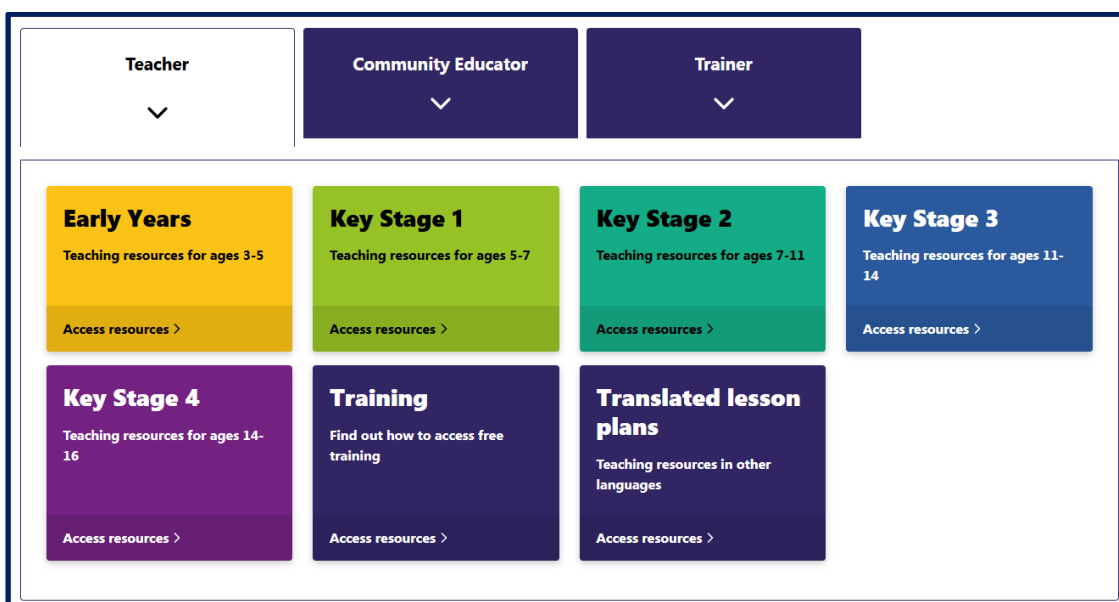 Teacher
Community Educator
Trainer
Early Years
Teaching resources for ages 3-5
Access resources >
Key Stage 1
Teaching resources for ages 5-7
Access resources >
Key Stage 2
Teaching resources for ages 7-11
Access resources >
Key Stage 3
Teaching resources for ages 11-
14
Access resources >
Key Stage 4
Teaching resources for ages 14-
16
Access resources >
Training
Find out how to access free
training
Access resources >
Translated lesson
plans
Teaching resources in other
languages
Access resources >